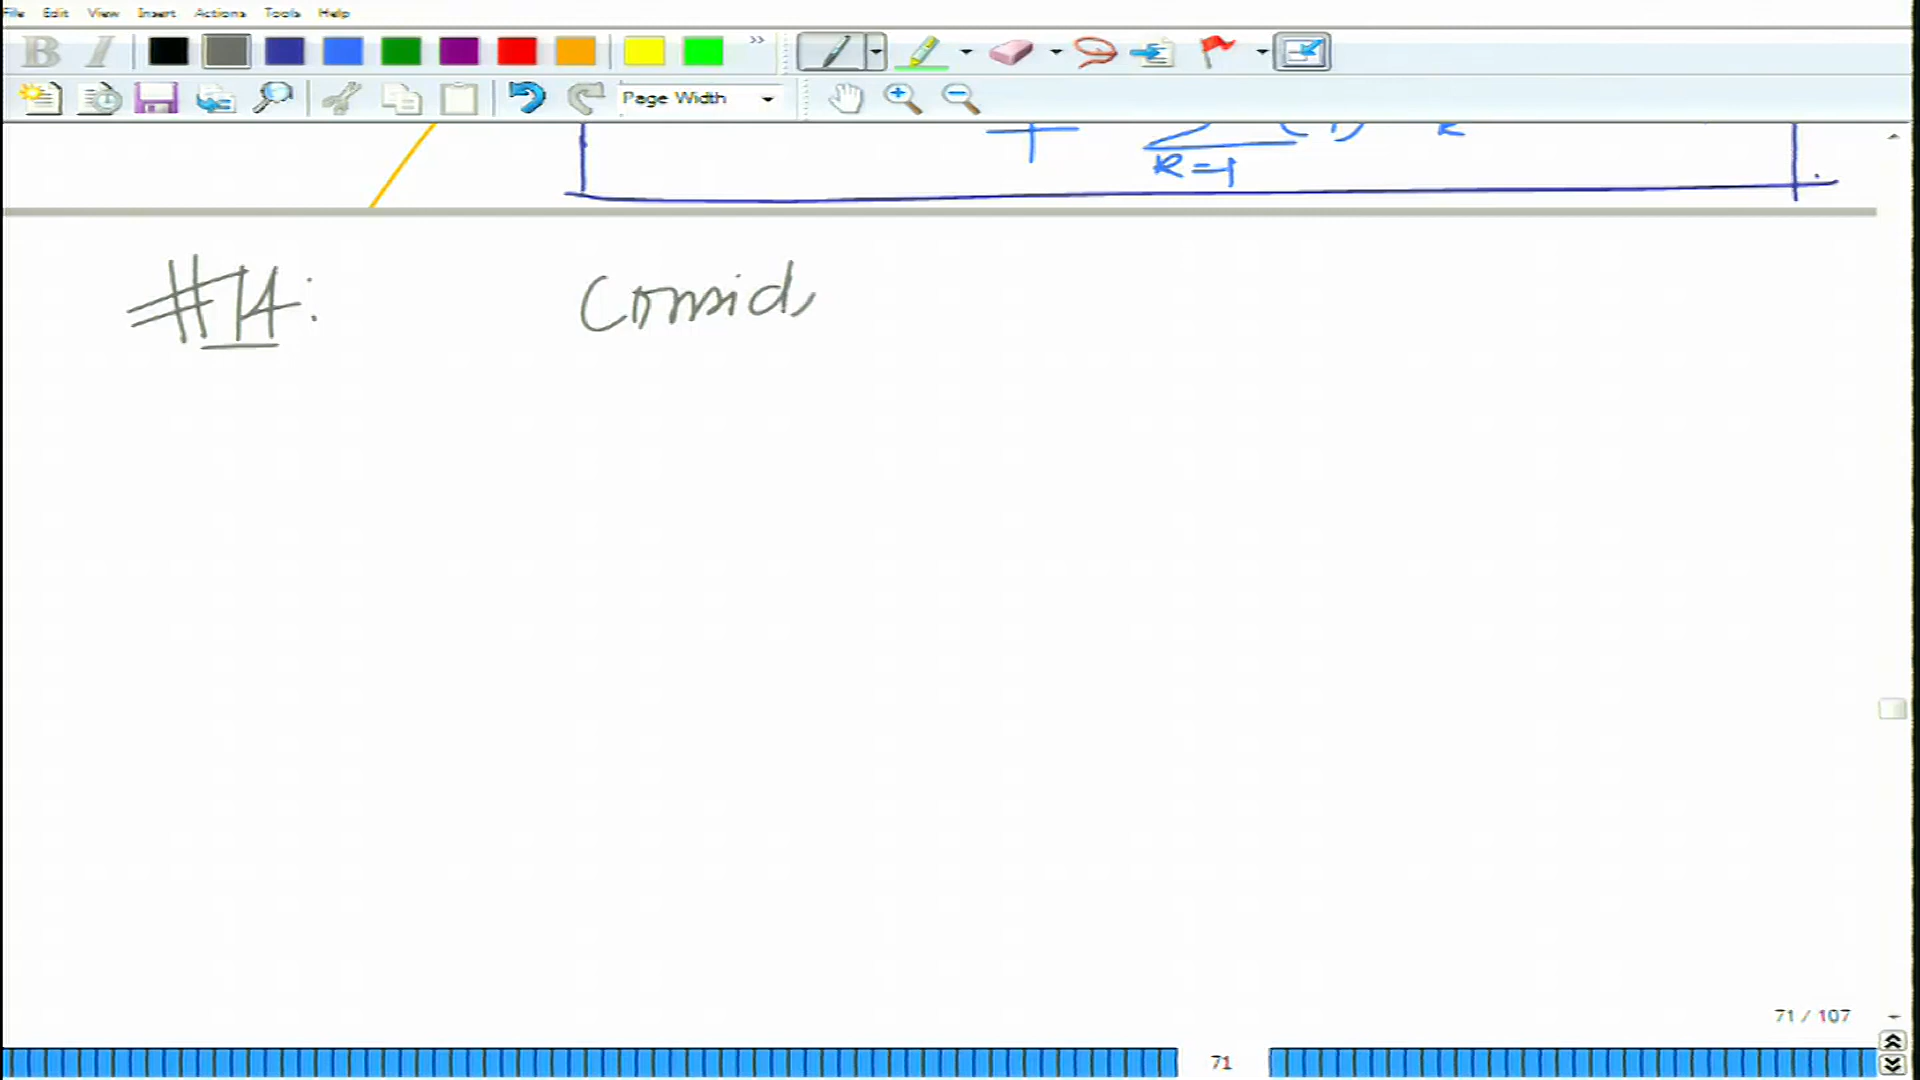 File Edit View Insert Actions Tools Help
B I
Page Width
+ Σ
k=1
#14: Consid
71 / 107
71